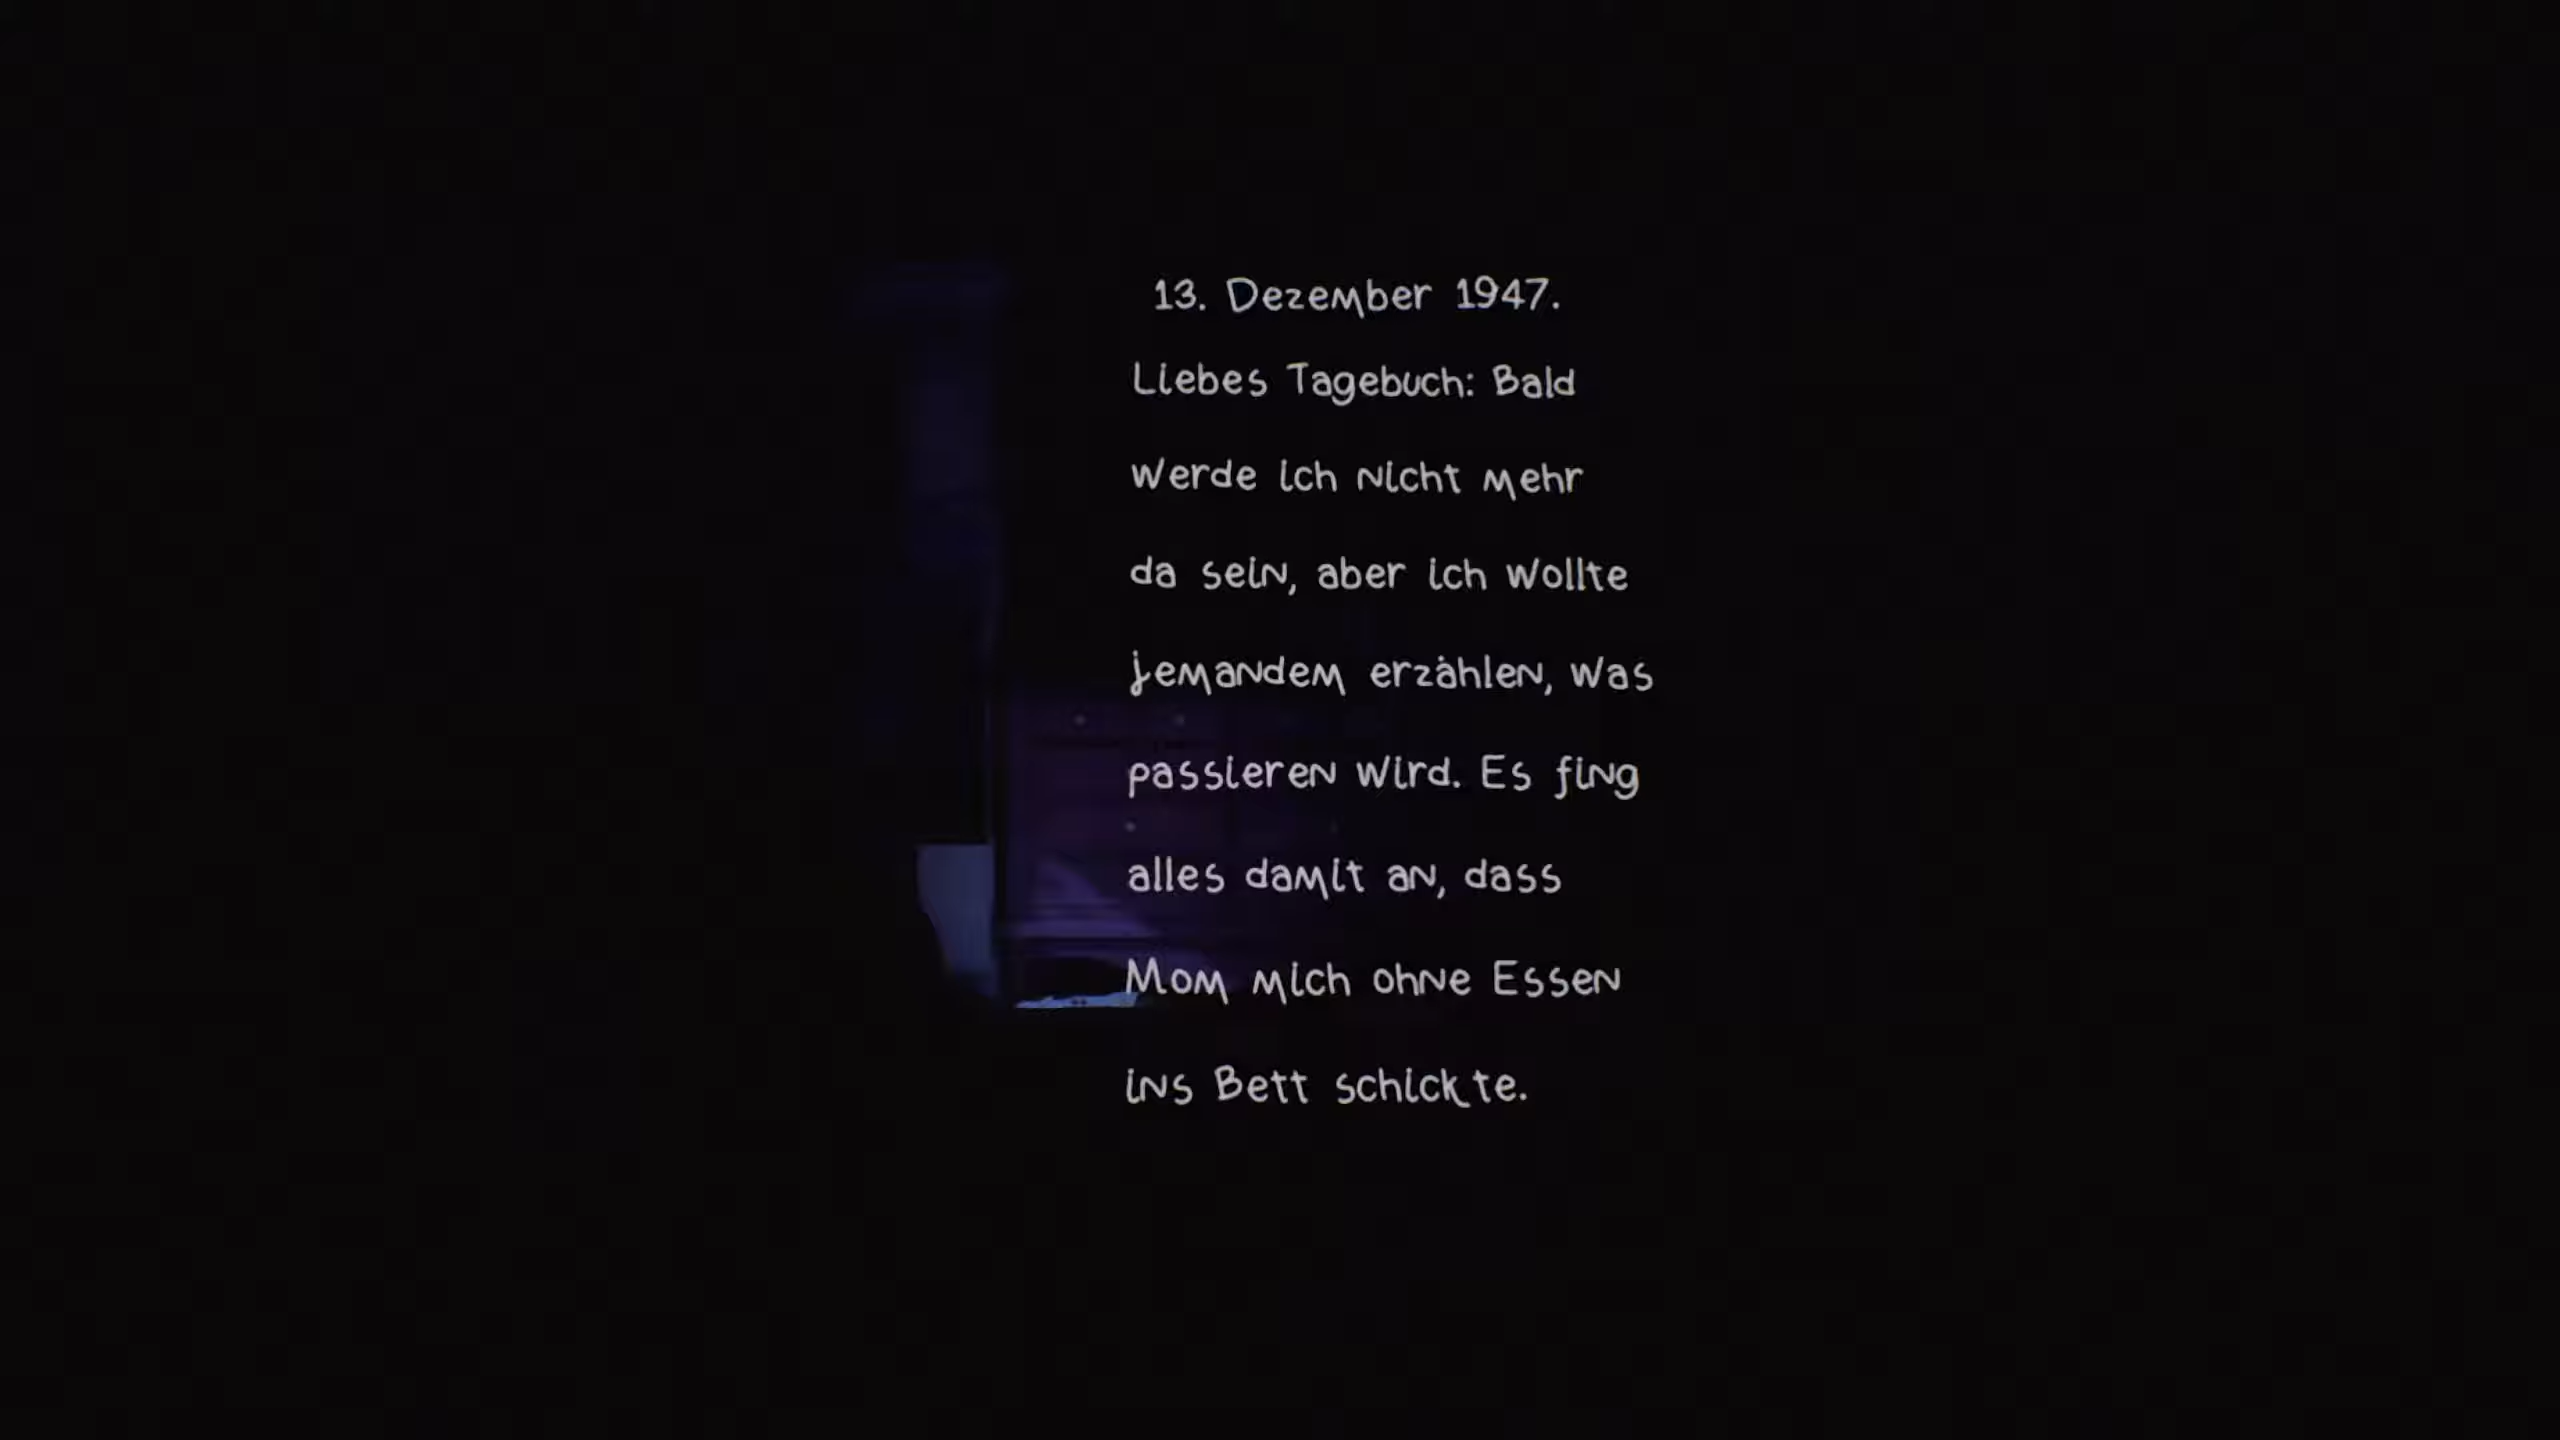 13. Dezember 1947.
Liebes Tagebuch: Bald
werde ich nicht mehr
da sein, aber ich wollte
jemandem erzählen, was
passieren wird. Es fing
alles damit an, dass
Mom mich ohne Essen
ins Bett schickte.